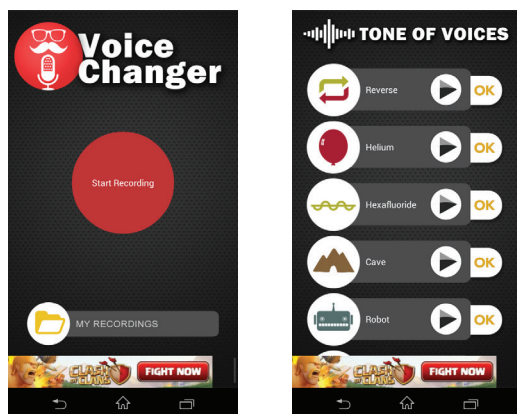 Voice
Changer
Start Recording
MY RECORDINGS
CLASH
OF CLANS
FIGHT NOW
TONE OF VOICES
Reverse
OK
Helium
OK
Hexafluoride
OK
Cave
OK
Robot
OK
CLASH
OF CLANS
FIGHT NOW